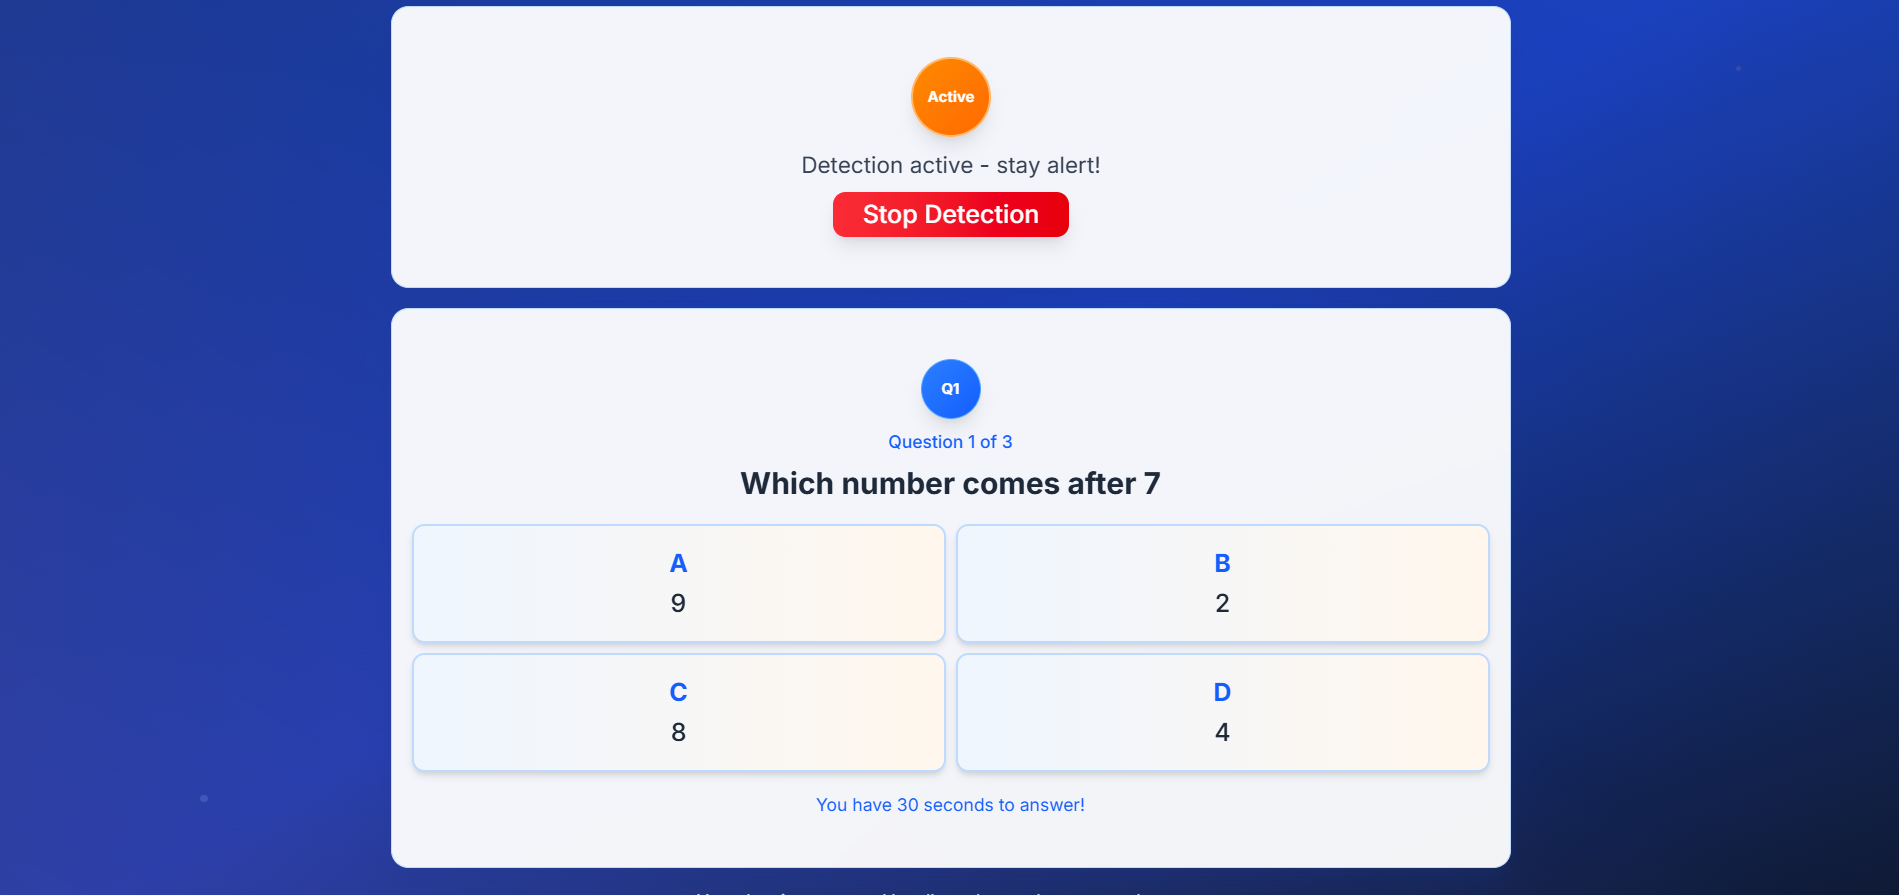 Active
Detection active - stay alert!
Stop Detection
Q1
Question 1 of 3
Which number comes after 7
A
9
B
2
C
8
D
4
You have 30 seconds to answer!